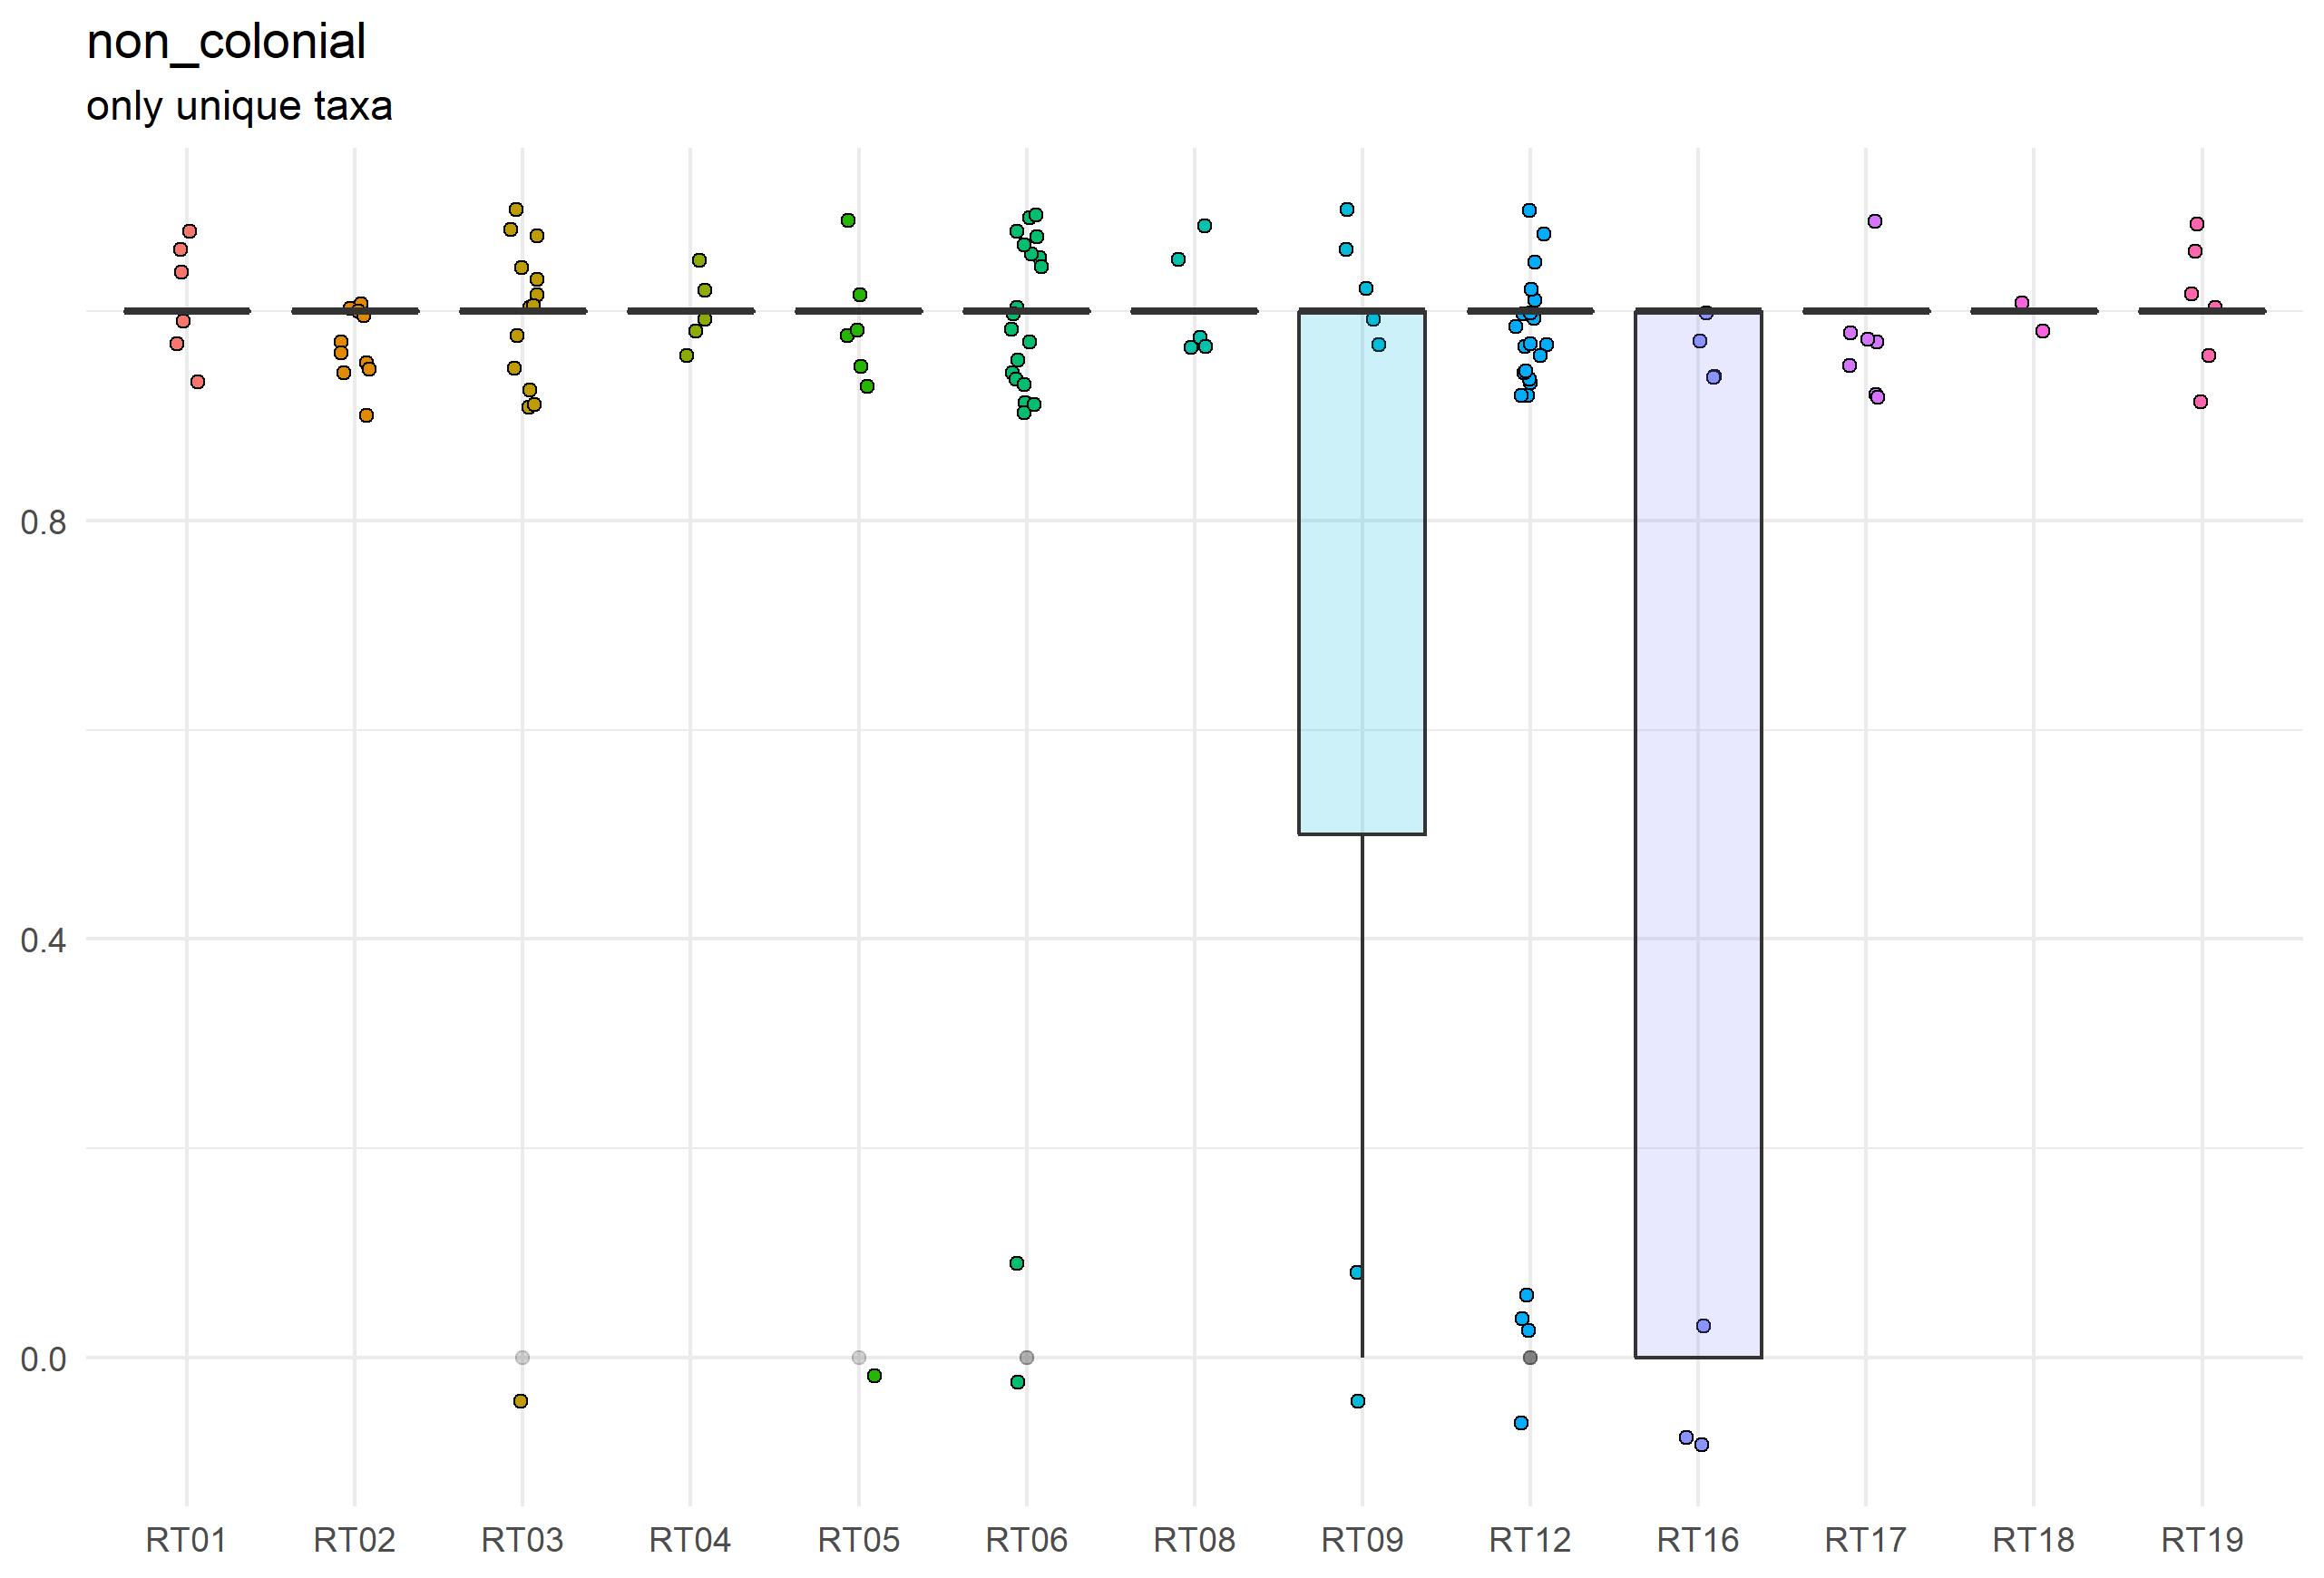 non_colonial
only unique taxa
0.8
0.4
0.0
RT01 RT02 RT03 RT04 RT05 RT06 RT08 RT09 RT12 RT16 RT17 RT18 RT19